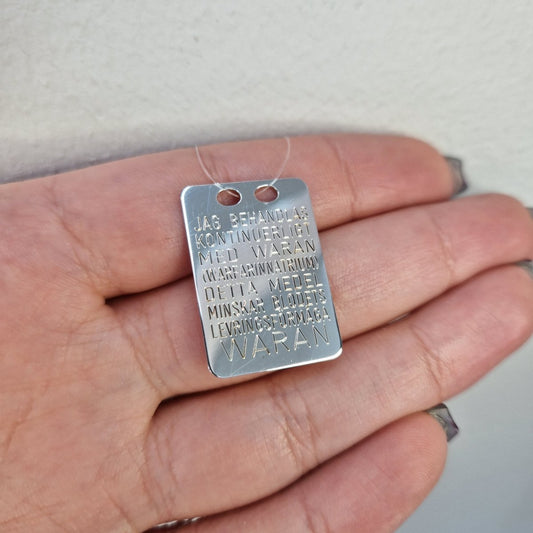 JAG BEHANDLAS
KONTINUERLIGT
MED WARAN
(WARFARINNATRIUM)
DETTA MEDEL
MINSKAR BLODETS
LEVRINGSFÖRMÅGA
WARAN